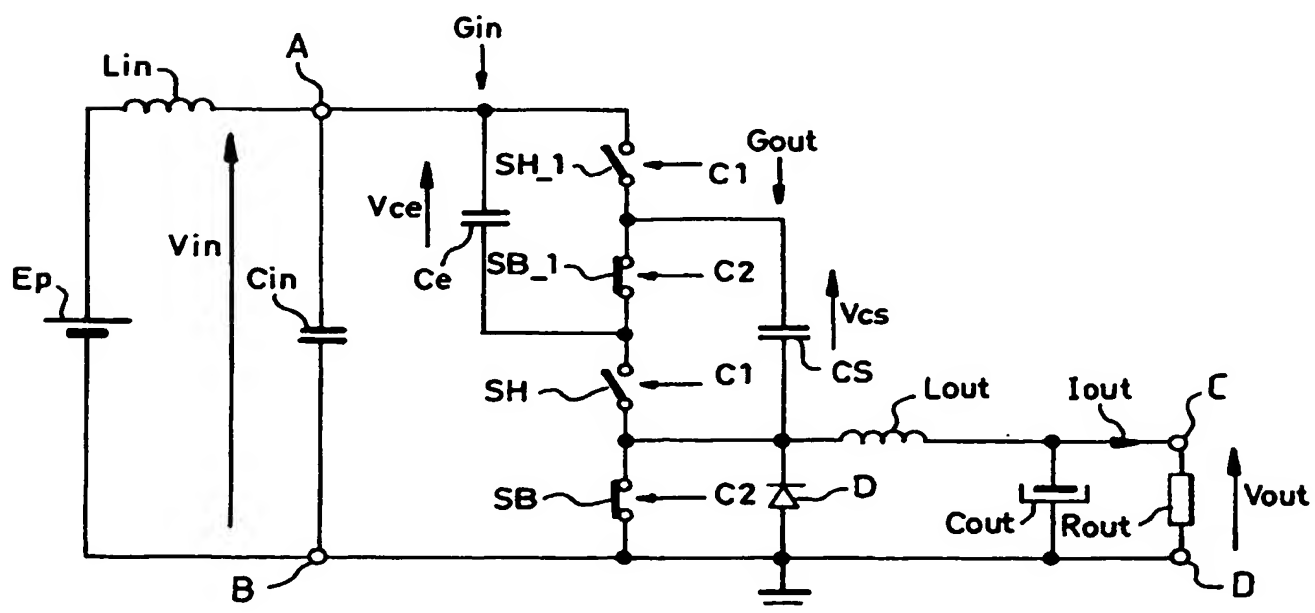 Gin
A
Lin
Gout
SH_1
C1
Vce
Vin
Ce
SB_1
C2
Ep
Cin
Vcs
CS
SH
C1
Lout
Iout
C
SB
C2
D
Cout
Rout
Vout
B
D